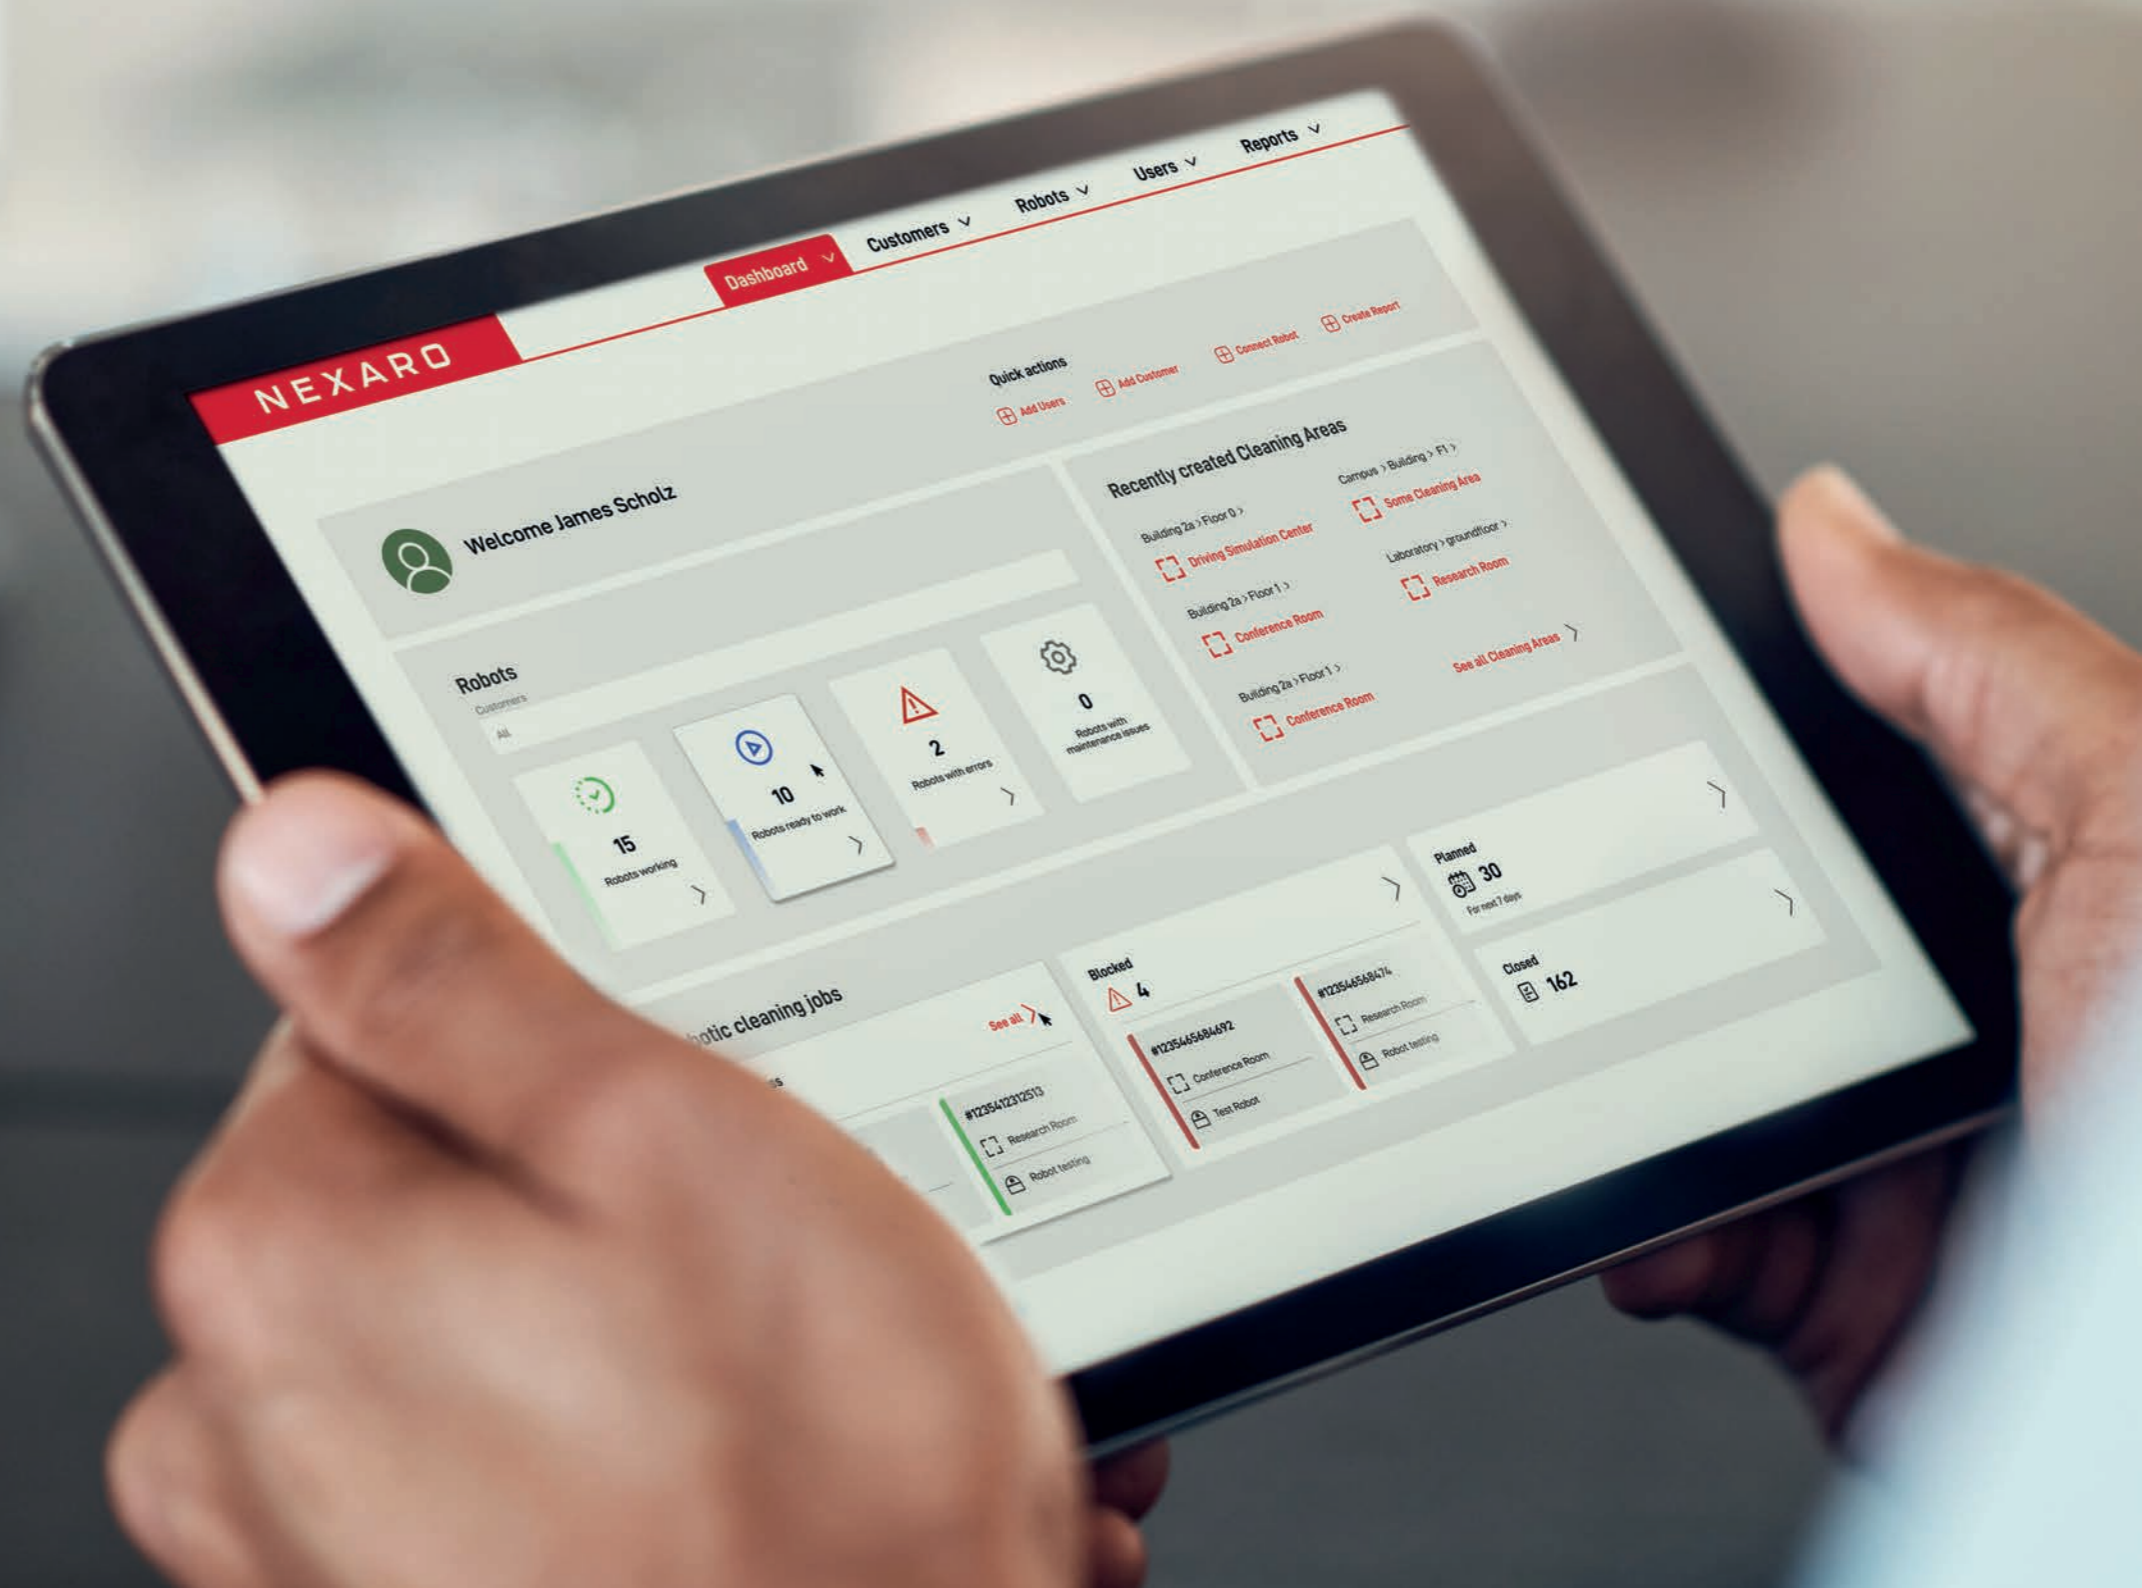 NEXARO
Dashboard
Customers
Robots
Users
Reports
Welcome James Scholz
Quick actions
Add Users
Add Customer
Connect Robot
Create Report
Robots
Customers
All
15
Robots working
10
Robots ready to work
2
Robots with errors
0
Robots with
maintenance issues
Recently created Cleaning Areas
Building 2a > Floor 0 >
Driving Simulation Center
Building 2a > Floor 1 >
Conference Room
Building 2a > Floor 1 >
Conference Room
Campus > Building > F1 >
Some Cleaning Area
Laboratory > groundfloor >
Research Room
See all Cleaning Areas
cleaning jobs
See all
#1235412312513
Research Room
Robot testing
Blocked
4
#1235465684692
Conference Room
Test Robot
#123546568474
Research Room
Robot testing
Planned
30
For next 7 days
Closed
162